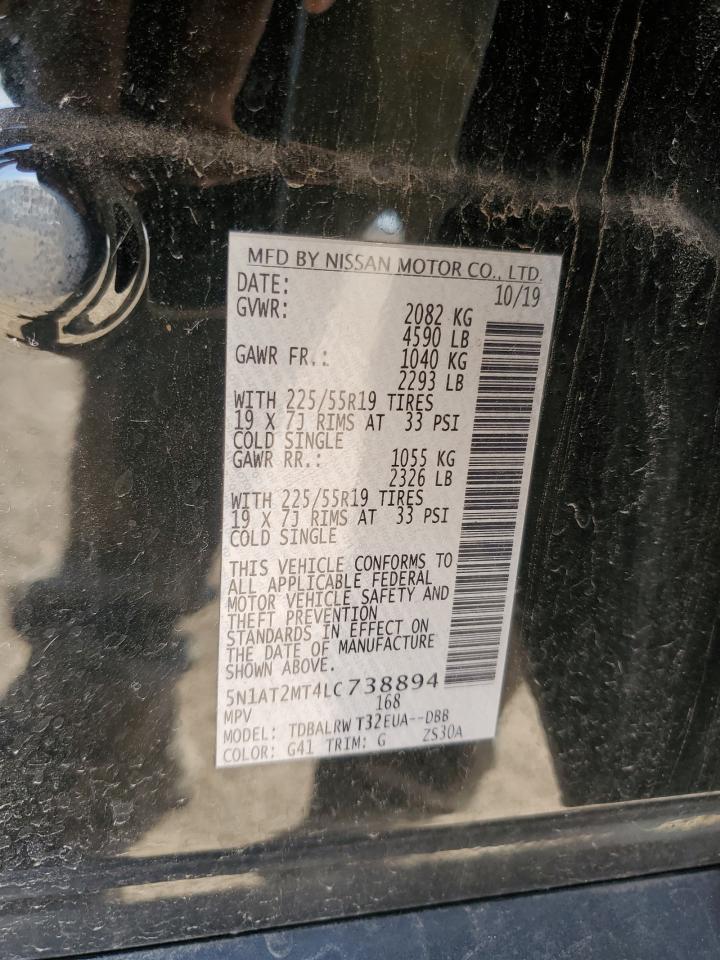 MFD BY NISSAN MOTOR CO., LTD.
DATE: 10/19
GVWR: 2082 KG
4590 LB
GAWR FR.: 1040 KG
2293 LB
WITH 225/55R19 TIRES
19 X 7J RIMS AT 33 PSI
COLD SINGLE
GAWR RR.: 1055 KG
2326 LB
WITH 225/55R19 TIRES
19 X 7J RIMS AT 33 PSI
COLD SINGLE
THIS VEHICLE CONFORMS TO
ALL APPLICABLE FEDERAL
MOTOR VEHICLE SAFETY AND
THEFT PREVENTION
STANDARDS IN EFFECT ON
THE DATE OF MANUFACTURE
SHOWN ABOVE.
5N1AT2MT4LC738894
MPV 168
MODEL: TDBALRW T32EUA--DBB
COLOR: G41 TRIM: G ZS30A